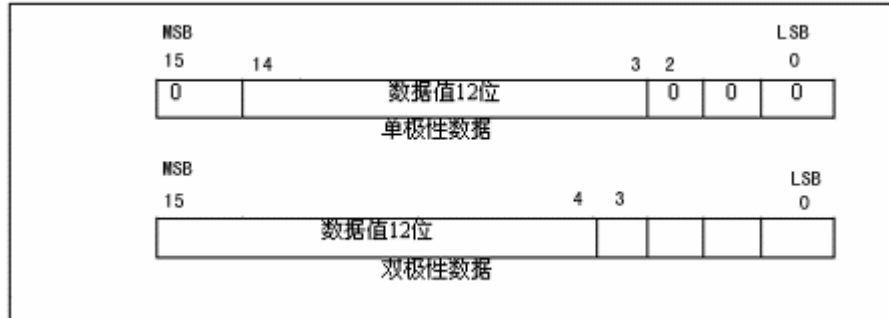 MSB LSB
15 14 3 2 0
0 数据值12位 0 0 0
单极性数据
MSB LSB
15 4 3 0
数据值12位
双极性数据